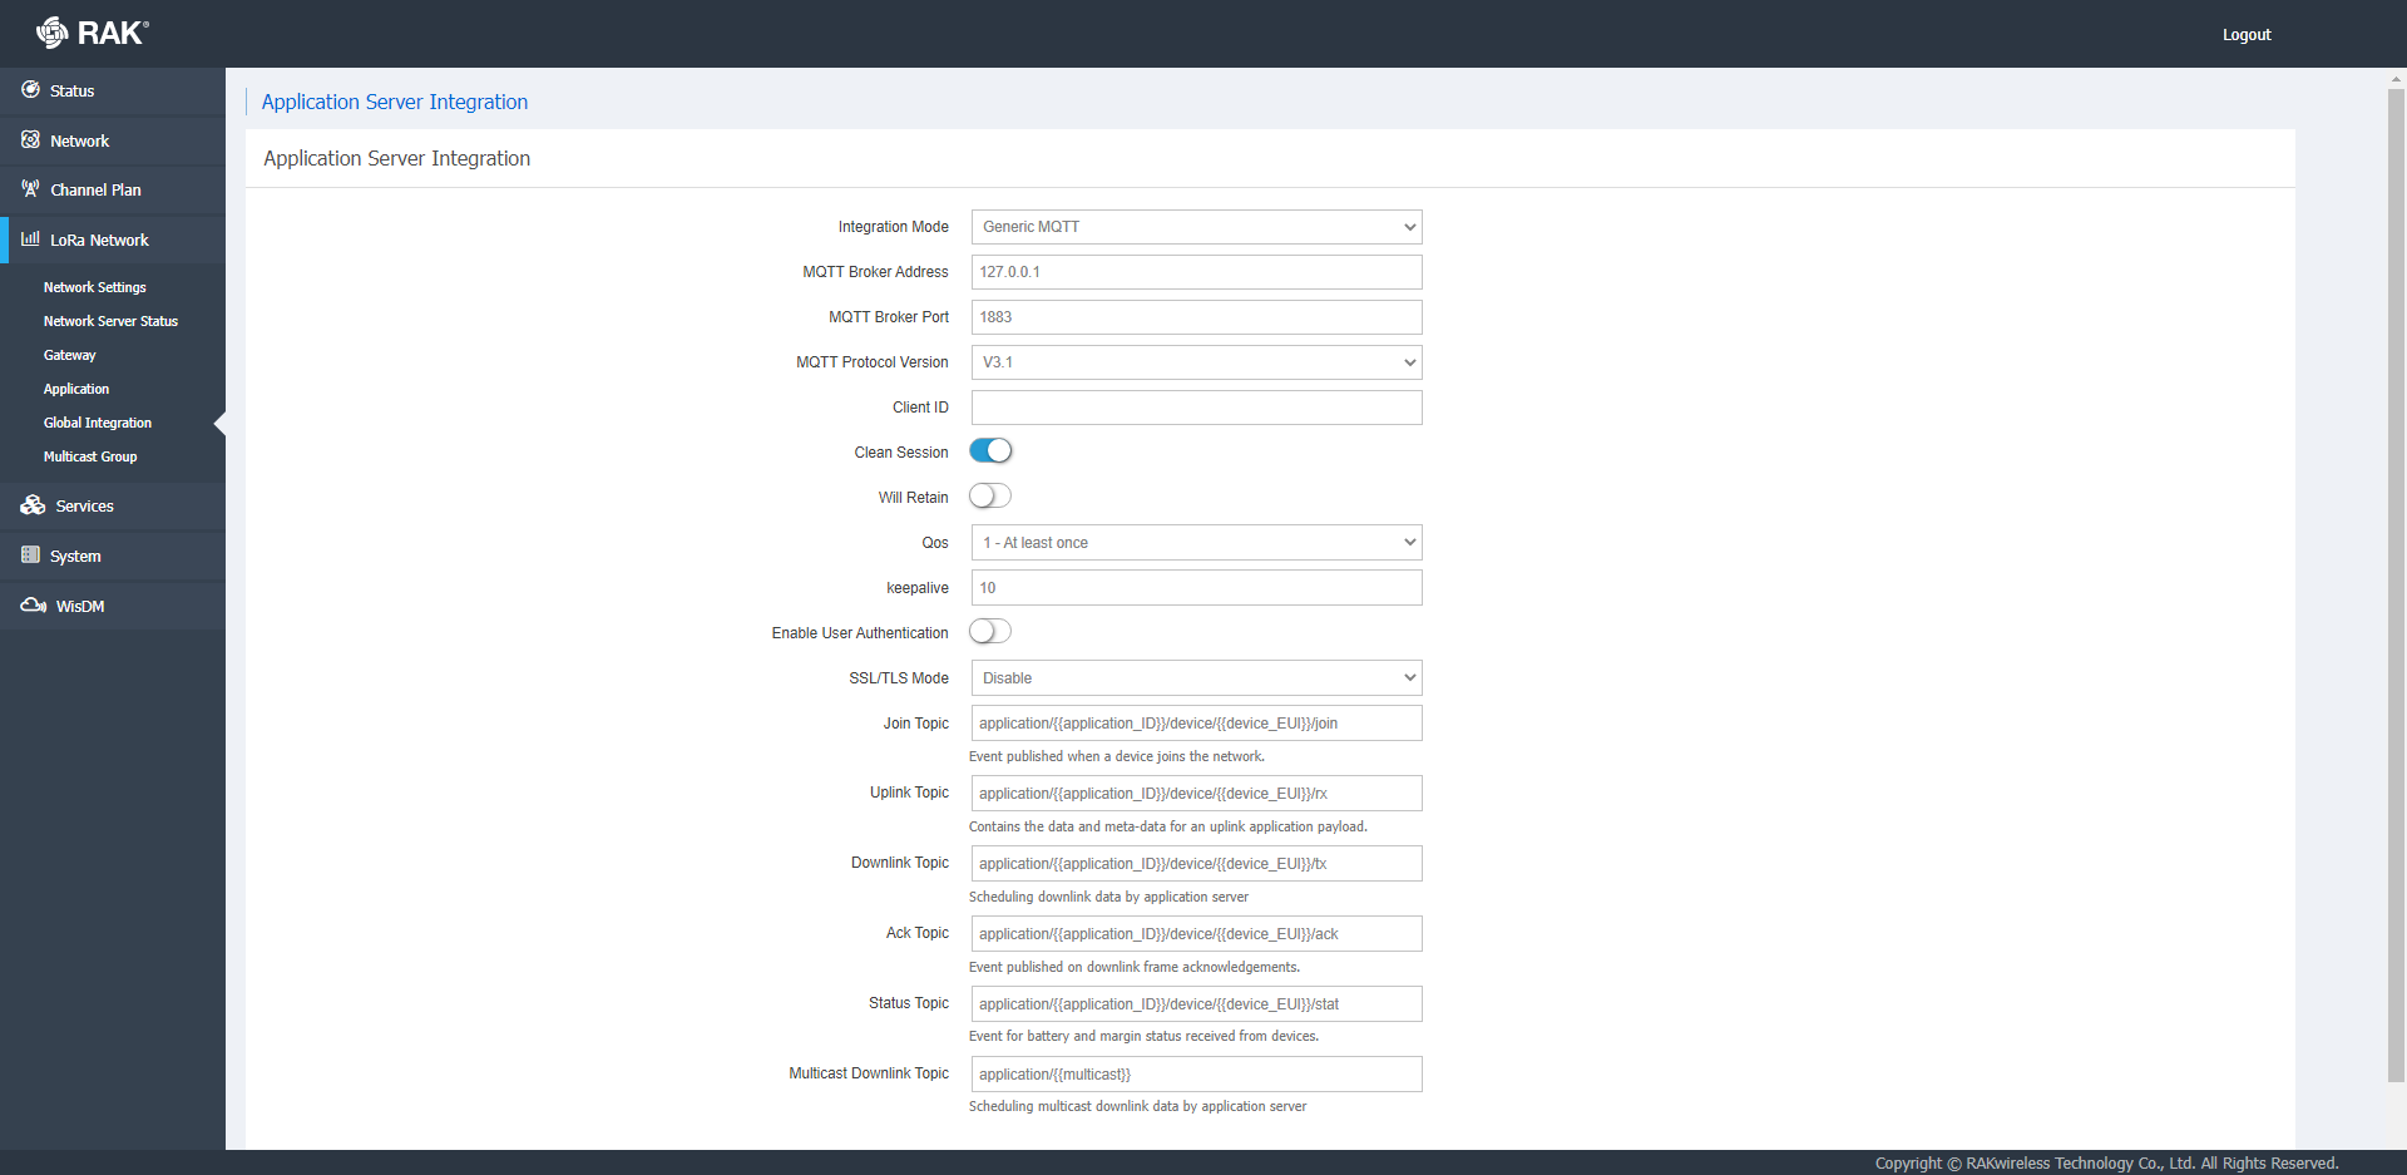 RAK®
Logout
Status
Network
Channel Plan
LoRa Network
Network Settings
Network Server Status
Gateway
Application
Global Integration
Multicast Group
Services
System
WisDM
Application Server Integration
Application Server Integration
Integration Mode Generic MQTT
MQTT Broker Address 127.0.0.1
MQTT Broker Port 1883
MQTT Protocol Version V3.1
Client ID
Clean Session
Will Retain
Qos 1 - At least once
keepalive 10
Enable User Authentication
SSL/TLS Mode Disable
Join Topic application/{{application_ID}}/device/{{device_EUI}}/join
Event published when a device joins the network.
Uplink Topic application/{{application_ID}}/device/{{device_EUI}}/rx
Contains the data and meta-data for an uplink application payload.
Downlink Topic application/{{application_ID}}/device/{{device_EUI}}/tx
Scheduling downlink data by application server
Ack Topic application/{{application_ID}}/device/{{device_EUI}}/ack
Event published on downlink frame acknowledgements.
Status Topic application/{{application_ID}}/device/{{device_EUI}}/stat
Event for battery and margin status received from devices.
Multicast Downlink Topic application/{{multicast}}
Scheduling multicast downlink data by application server
Copyright © RAKwireless Technology Co., Ltd. All Rights Reserved.